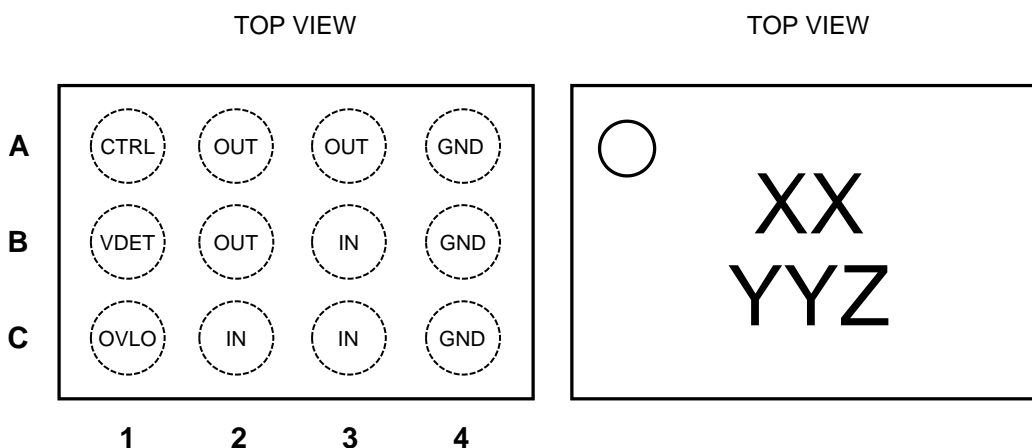 TOP VIEW TOP VIEW
A CTRL OUT OUT GND
XX
B VDET OUT IN GND
YYZ
C OVLO IN IN GND
1 2 3 4